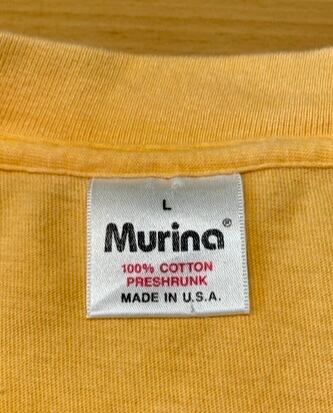 L
Murina®
100% COTTON
PRESHRUNK
MADE IN U.S.A.